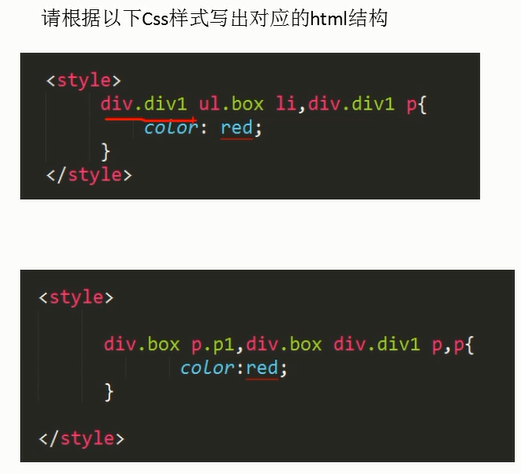 请根据以下Css样式写出对应的html结构
<style>
div.div1 ul.box li,div.div1 p{
color: red;
}
</style>
<style>
div.box p.p1,div.box div.div1 p,p{
color:red;
}
</style>